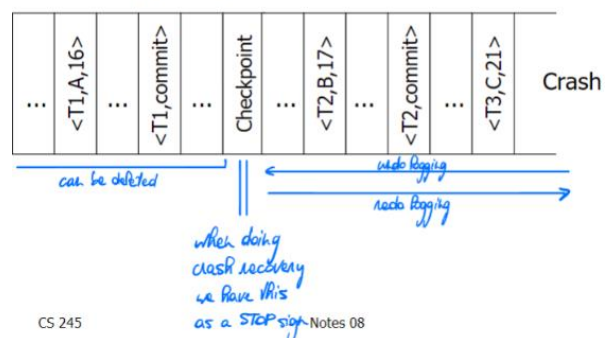 ... <T1,A,16> ... <T1,commit> ... Checkpoint ... <T2,B,17> ... <T2,commit> ... <T3,C,21> Crash
undo logging
can be deleted
redo logging
when doing
crash recovery
we have this
as a STOP sign
CS 245 Notes 08